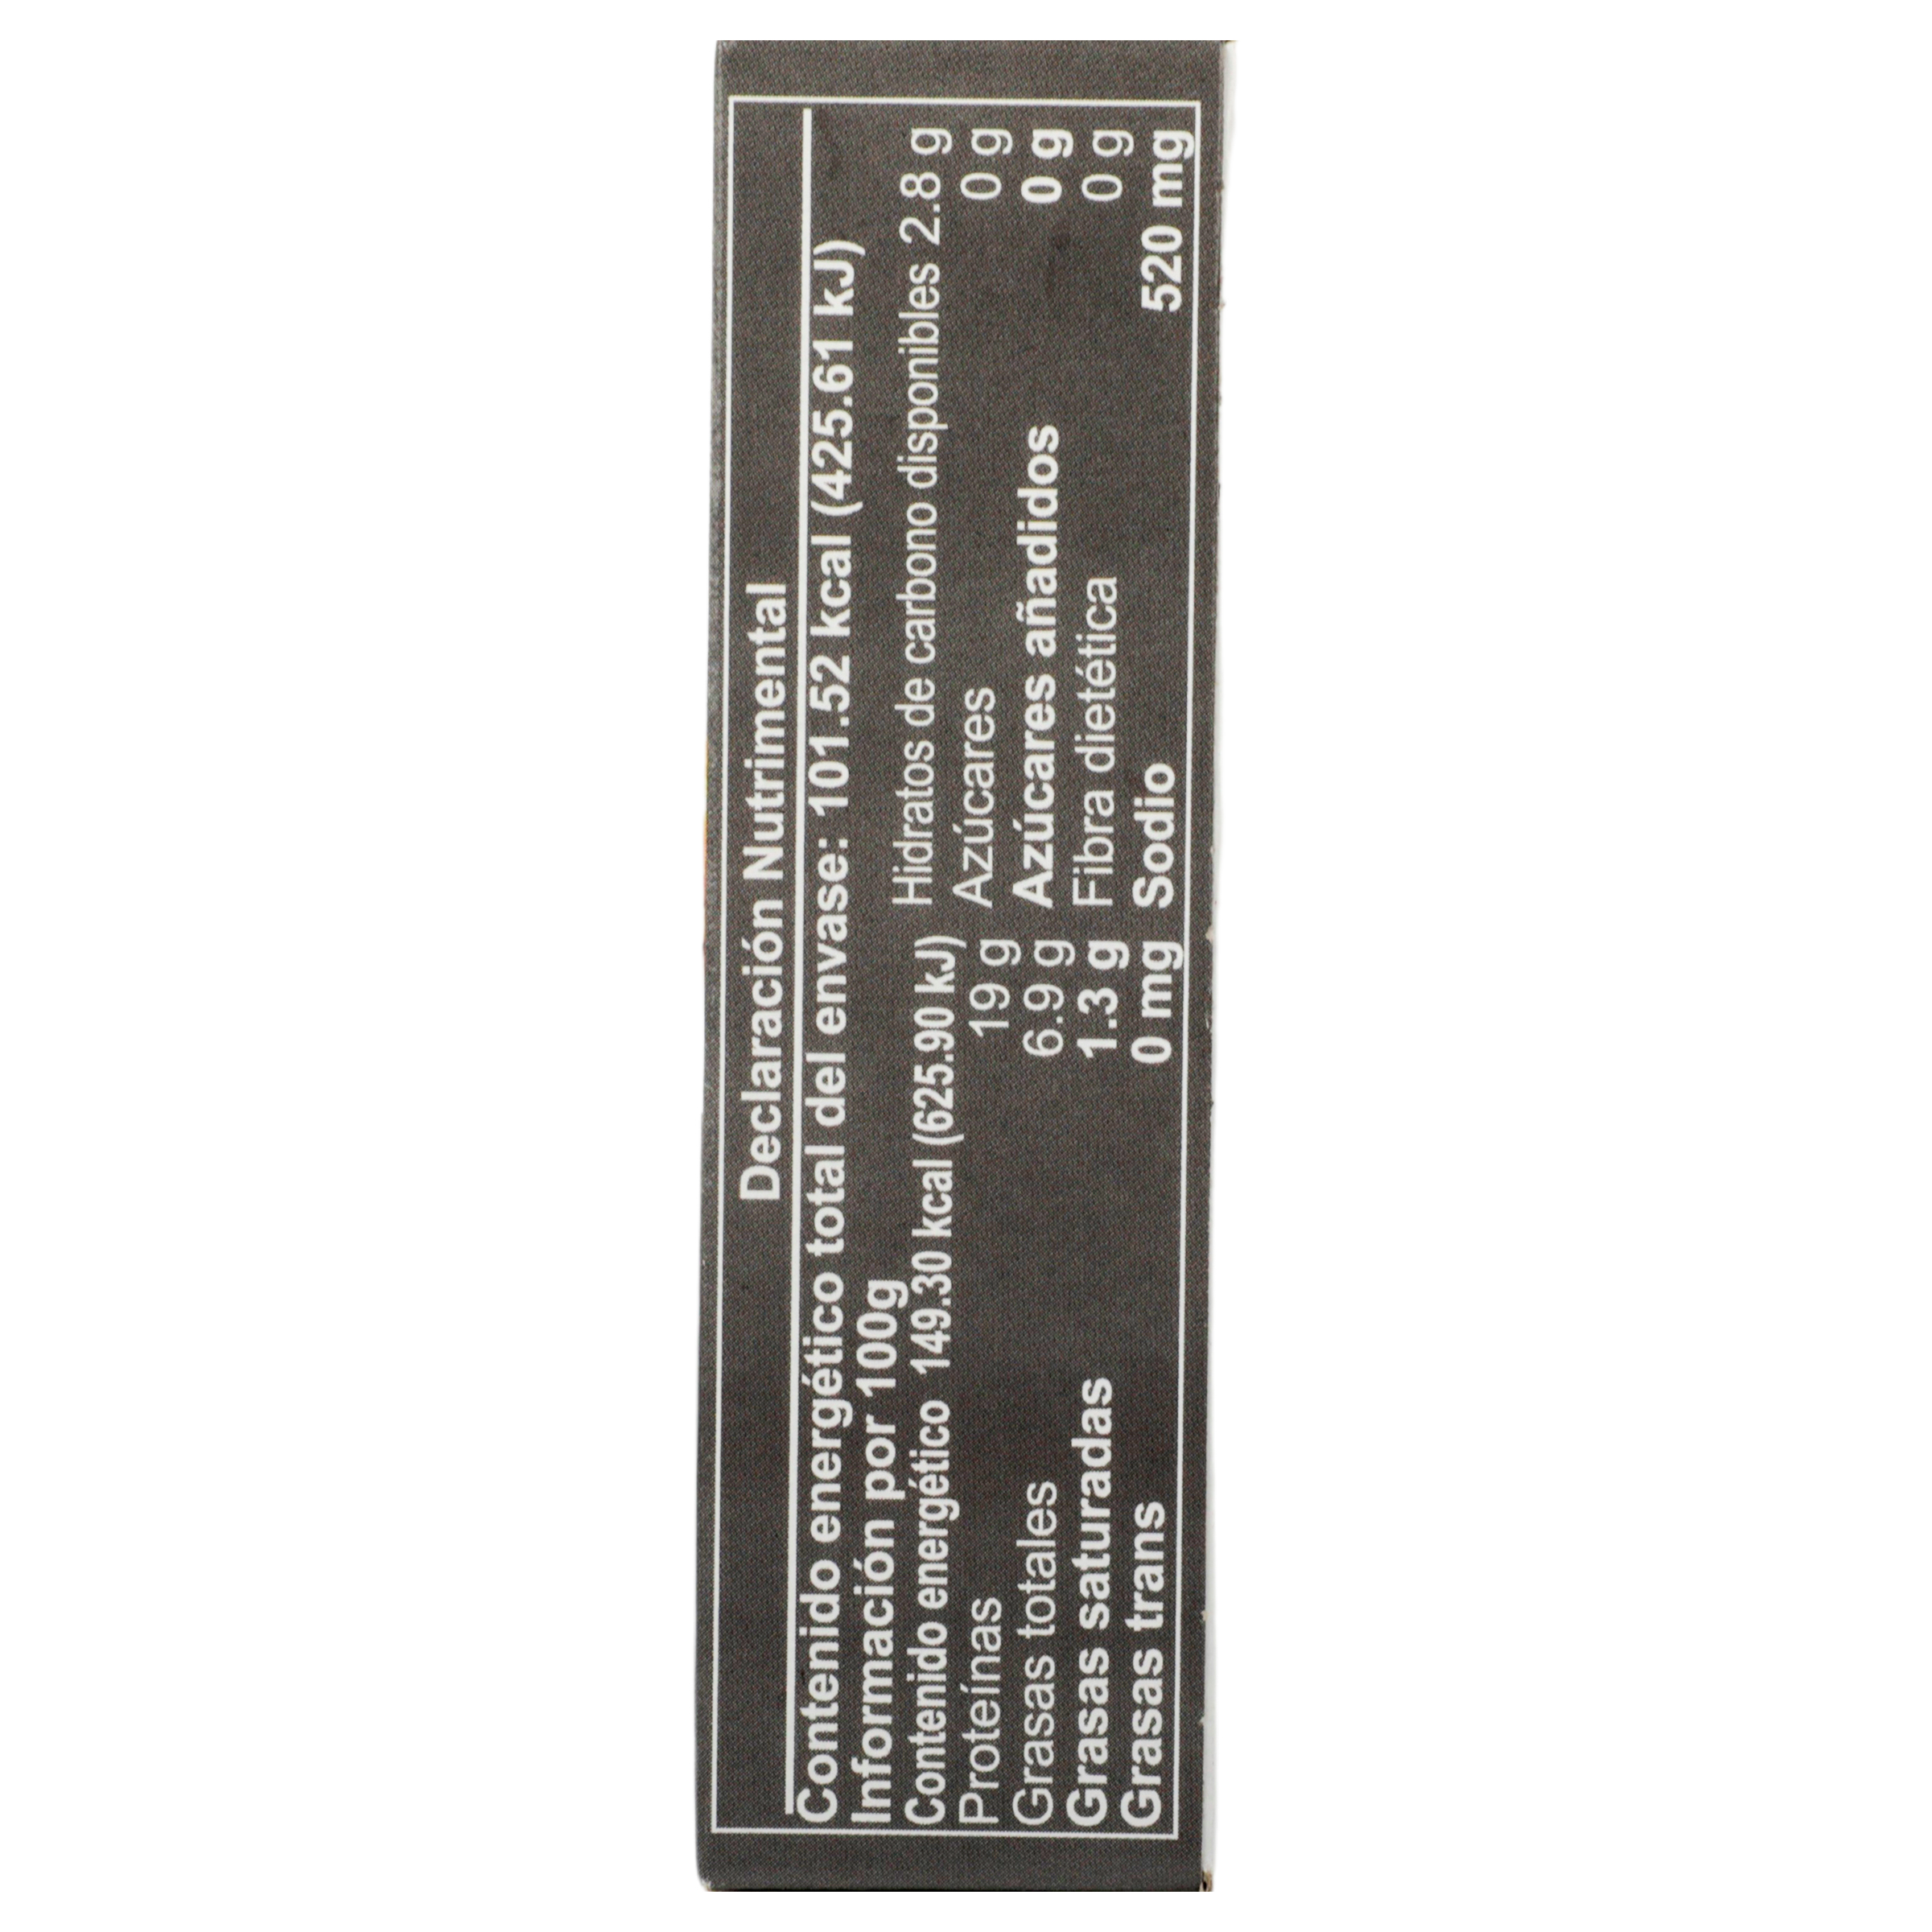 Declaración Nutrimental
Contenido energético total del envase: 101.52 kcal (425.61 kJ)
Información por 100g
Contenido energético 149.30 kcal (625.90 kJ)
Proteínas 19 g
Grasas totales 6.9 g
Grasas saturadas 1.3 g
Grasas trans 0 mg
Hidratos de carbono disponibles 2.8 g
Azúcares 0 g
Azúcares añadidos 0 g
Fibra dietética 0 g
Sodio 520 mg